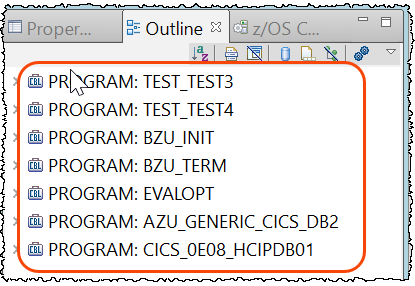 Proper... Outline z/OS C...
PROGRAM: TEST_TEST3
PROGRAM: TEST_TEST4
PROGRAM: BZU_INIT
PROGRAM: BZU_TERM
PROGRAM: EVALOPT
PROGRAM: AZU_GENERIC_CICS_DB2
PROGRAM: CICS_0E08_HCIPDB01